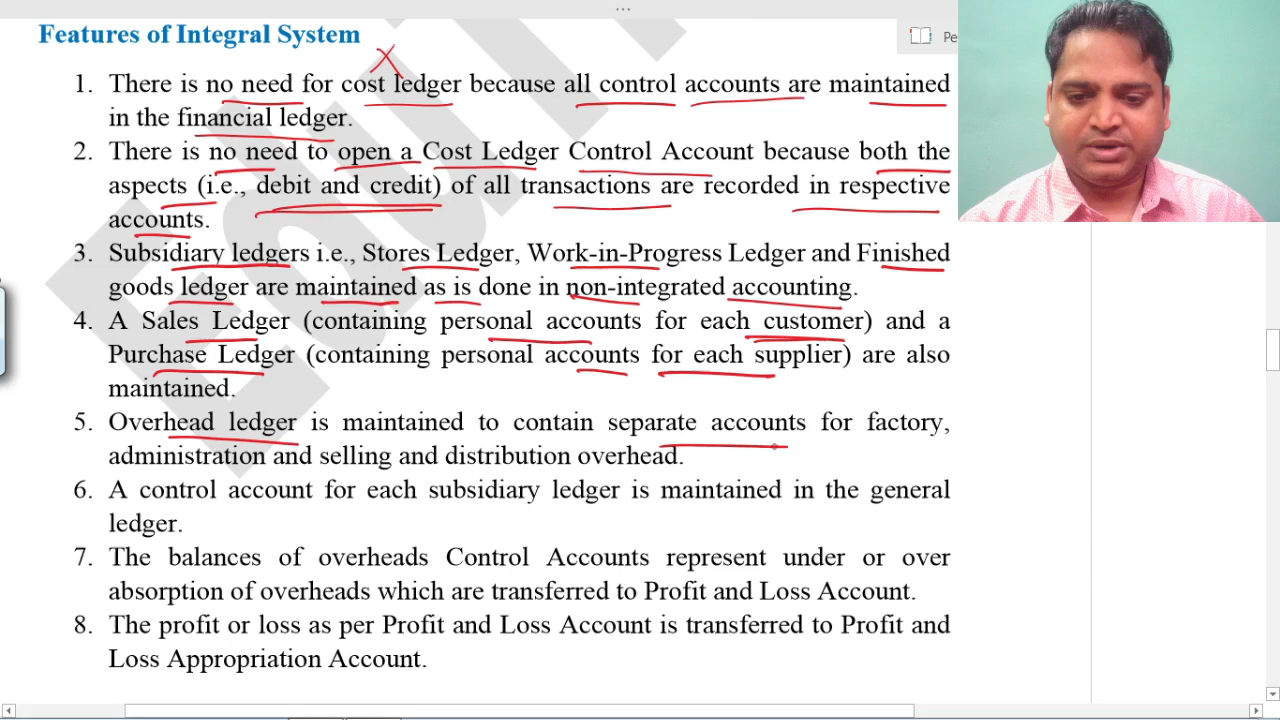 Features of Integral System
Pe
1. There is no need for cost ledger because all control accounts are maintained
in the financial ledger.
2. There is no need to open a Cost Ledger Control Account because both the
aspects (i.e., debit and credit) of all transactions are recorded in respective
accounts.
3. Subsidiary ledgers i.e., Stores Ledger, Work-in-Progress Ledger and Finished
goods ledger are maintained as is done in non-integrated accounting.
4. A Sales Ledger (containing personal accounts for each customer) and a
Purchase Ledger (containing personal accounts for each supplier) are also
maintained.
5. Overhead ledger is maintained to contain separate accounts for factory,
administration and selling and distribution overhead.
6. A control account for each subsidiary ledger is maintained in the general
ledger.
7. The balances of overheads Control Accounts represent under or over
absorption of overheads which are transferred to Profit and Loss Account.
8. The profit or loss as per Profit and Loss Account is transferred to Profit and
Loss Appropriation Account.